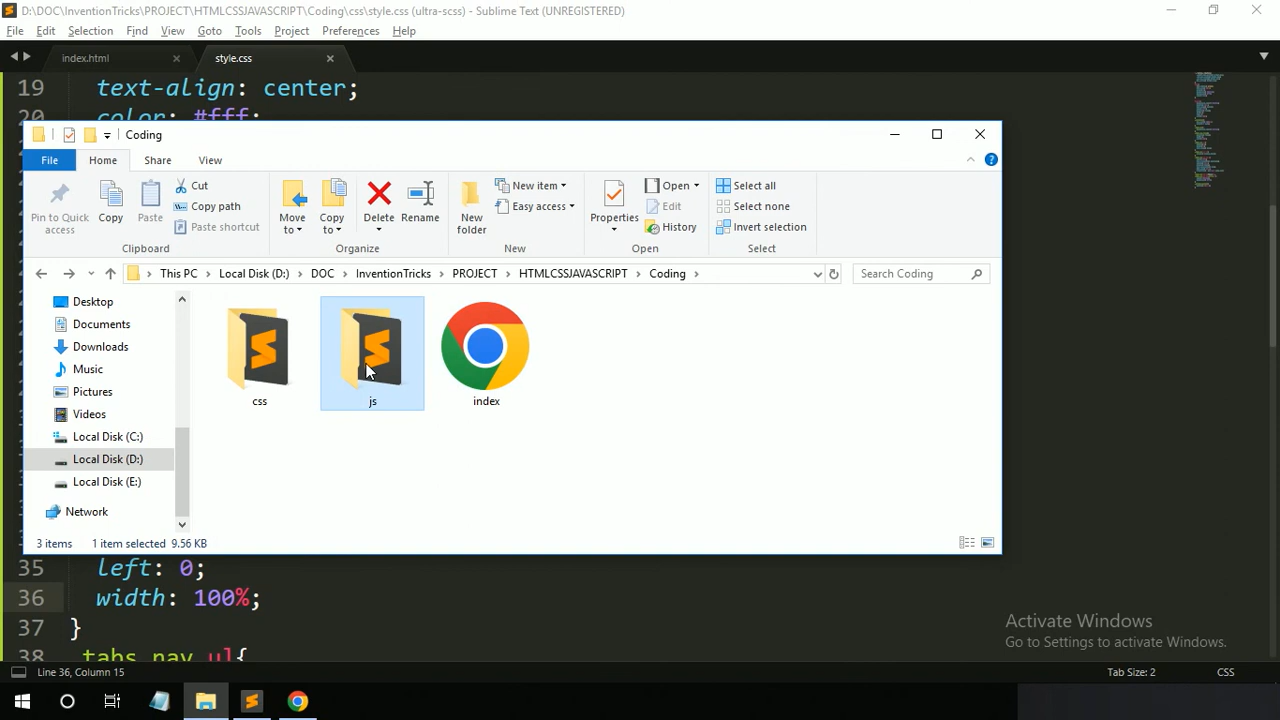 D:\DOC\InventionTricks\PROJECT\HTMLCSSJAVASCRIPT\Coding\css\style.css (ultra-scss) - Sublime Text (UNREGISTERED)
File Edit Selection Find View Goto Tools Project Preferences Help
index.html style.css
19 text-align: center;
20 color: #fff;
Coding
File Home Share View
Pin to Quick access
Copy
Paste
Cut
Copy path
Paste shortcut
Clipboard
Move to
Copy to
Delete
Rename
Organize
New folder
New item
Easy access
New
Properties
Open
Edit
History
Open
Select all
Select none
Invert selection
Select
This PC Local Disk (D:) DOC InventionTricks PROJECT HTMLCSSJAVASCRIPT Coding
Search Coding
Desktop
Documents
Downloads
Music
Pictures
Videos
Local Disk (C:)
Local Disk (D:)
Local Disk (E:)
Network
css js index
3 items 1 item selected 9.56 KB
35 left: 0;
36 width: 100%;
37 }
38 .tabs_nav ul{
Activate Windows
Go to Settings to activate Windows.
Line 36, Column 15 Tab Size: 2 CSS